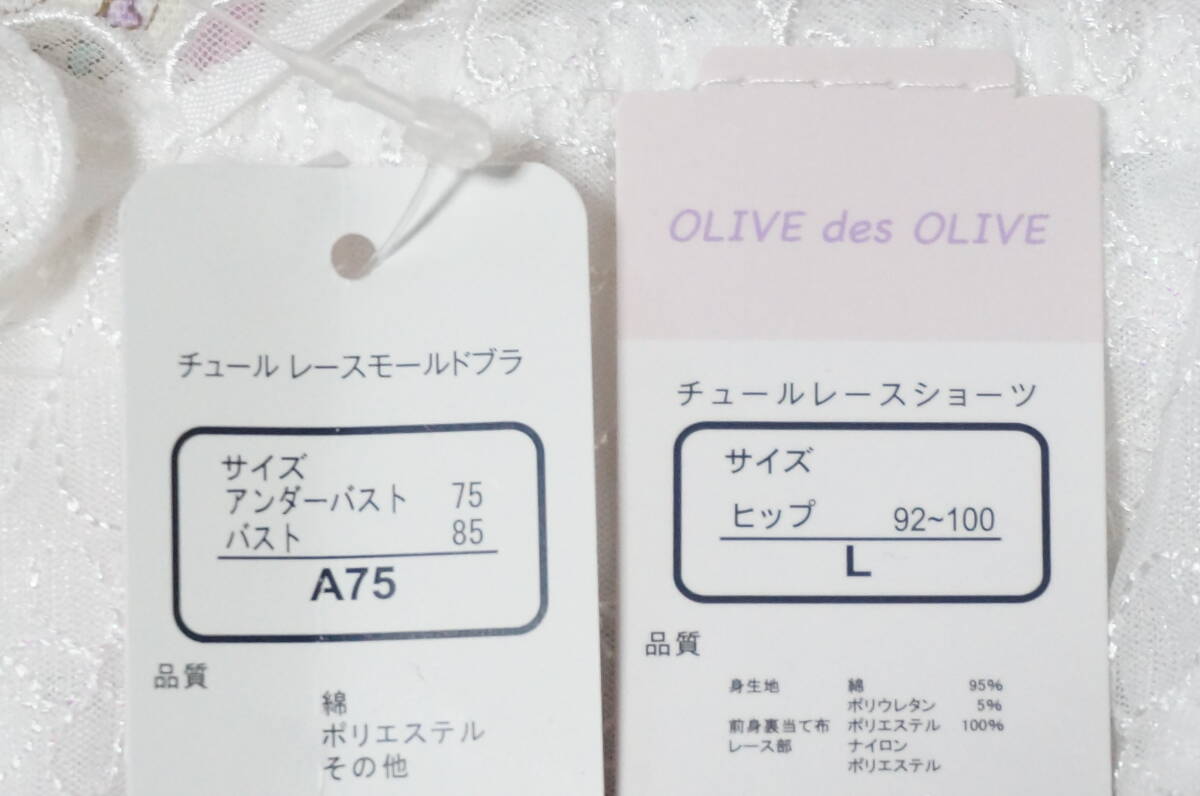 チュール レースモールドブラ
サイズ
アンダーバスト 75
バスト 85
A75
品質
綿
ポリエステル
その他
OLIVE des OLIVE
チュールレースショーツ
サイズ
ヒップ 92~100
L
品質
身生地 綿 95%
ポリウレタン 5%
前身裏当て布 ポリエステル 100%
レース部 ナイロン
ポリエステル